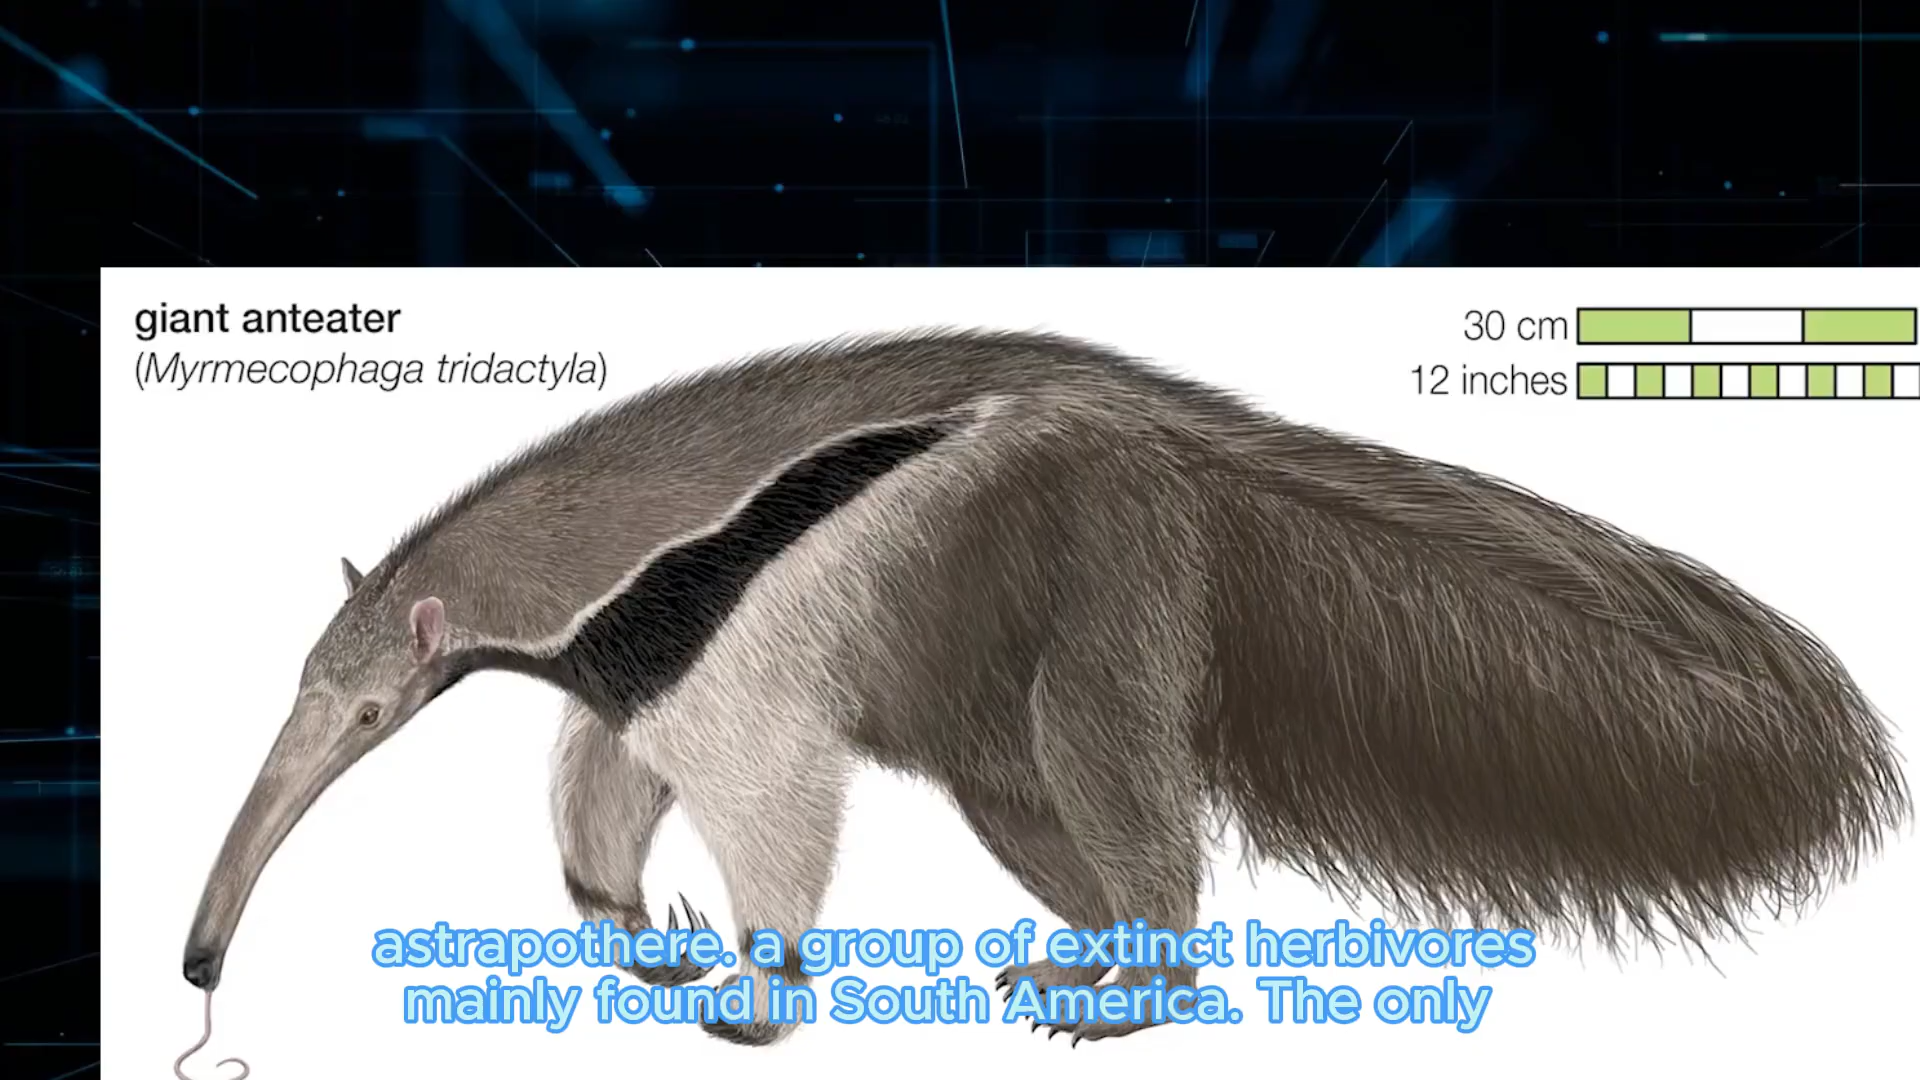 giant anteater
(Myrmecophaga tridactyla)
30 cm
12 inches
astrapothere. a group of extinct herbivores
mainly found in South America. The only